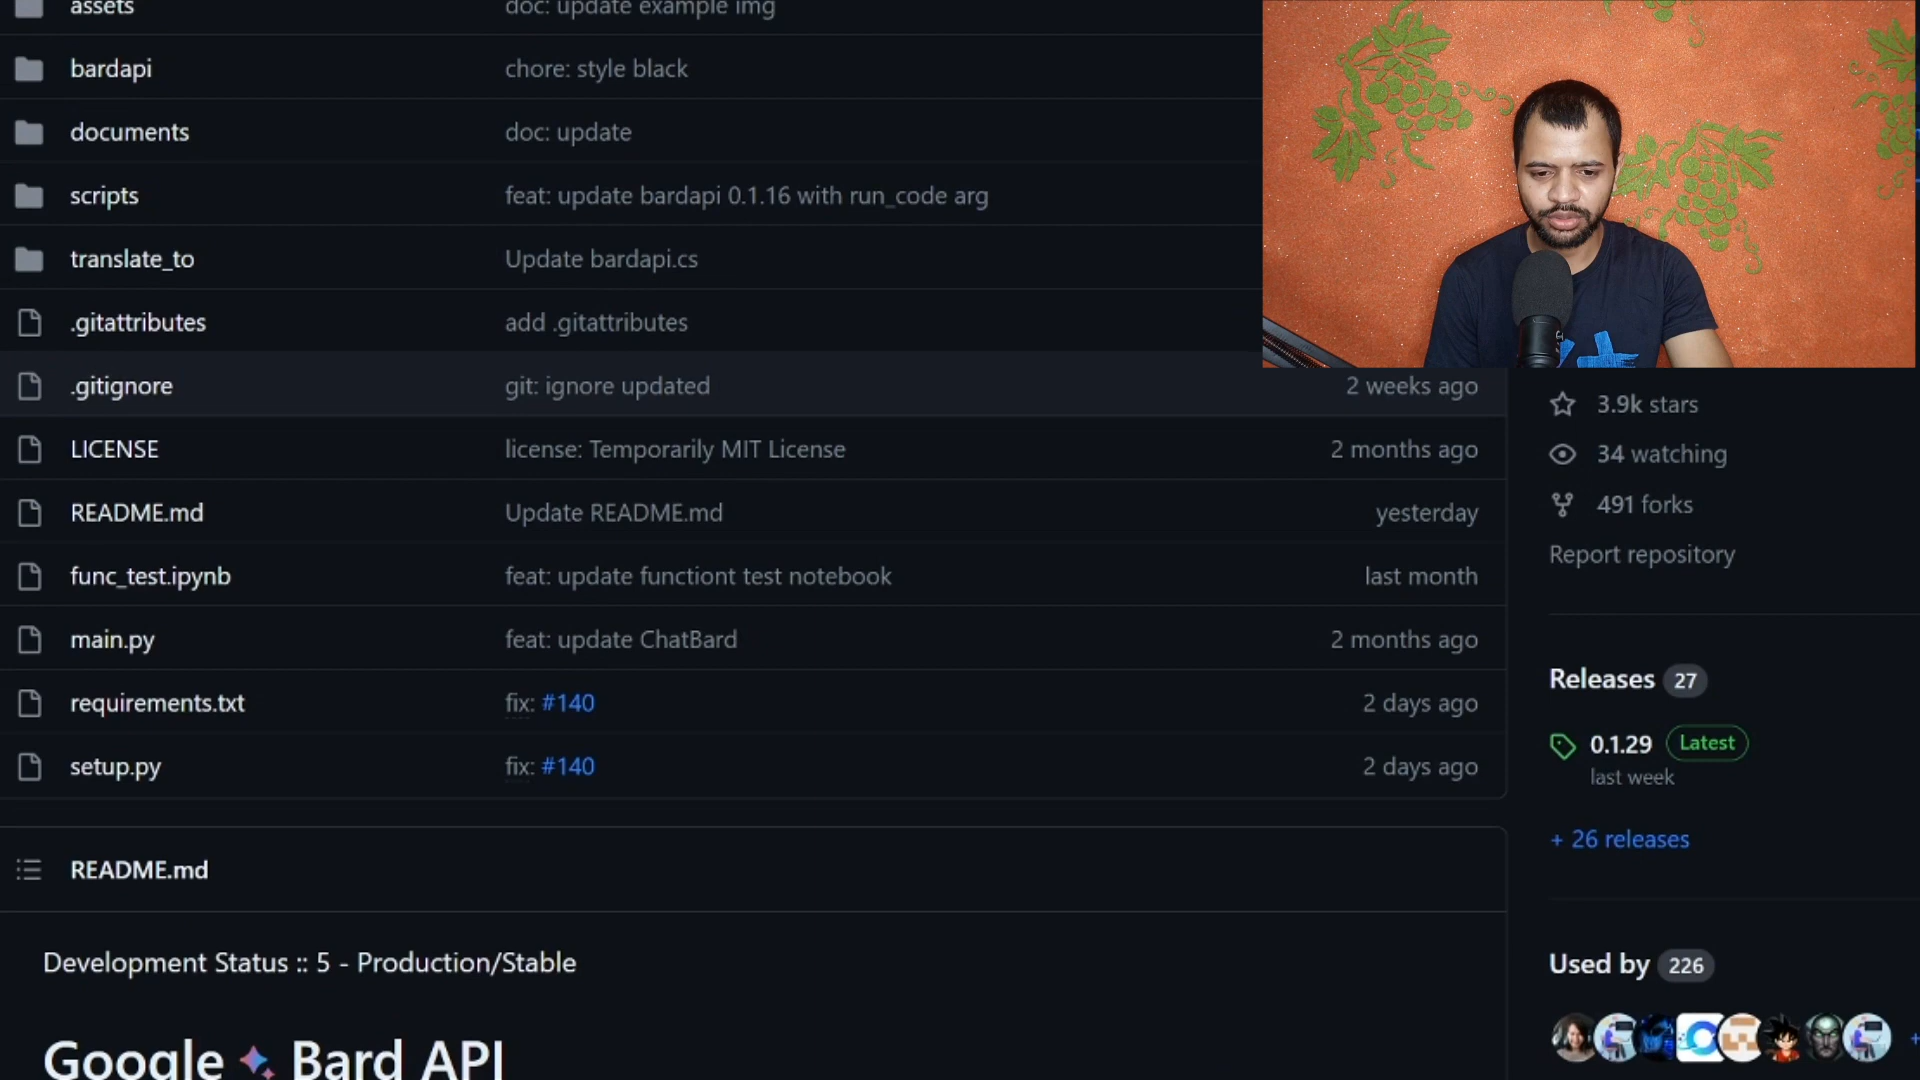 assets doc: update example img
bardapi chore: style black
documents doc: update
scripts feat: update bardapi 0.1.16 with run_code arg
translate_to Update bardapi.cs
.gitattributes add .gitattributes
.gitignore git: ignore updated 2 weeks ago
LICENSE license: Temporarily MIT License 2 months ago
README.md Update README.md yesterday
func_test.ipynb feat: update functiont test notebook last month
main.py feat: update ChatBard 2 months ago
requirements.txt fix: #140 2 days ago
setup.py fix: #140 2 days ago
README.md
Development Status :: 5 - Production/Stable
Google Bard API
3.9k stars
34 watching
491 forks
Report repository
Releases 27
0.1.29 Latest
last week
+ 26 releases
Used by 226